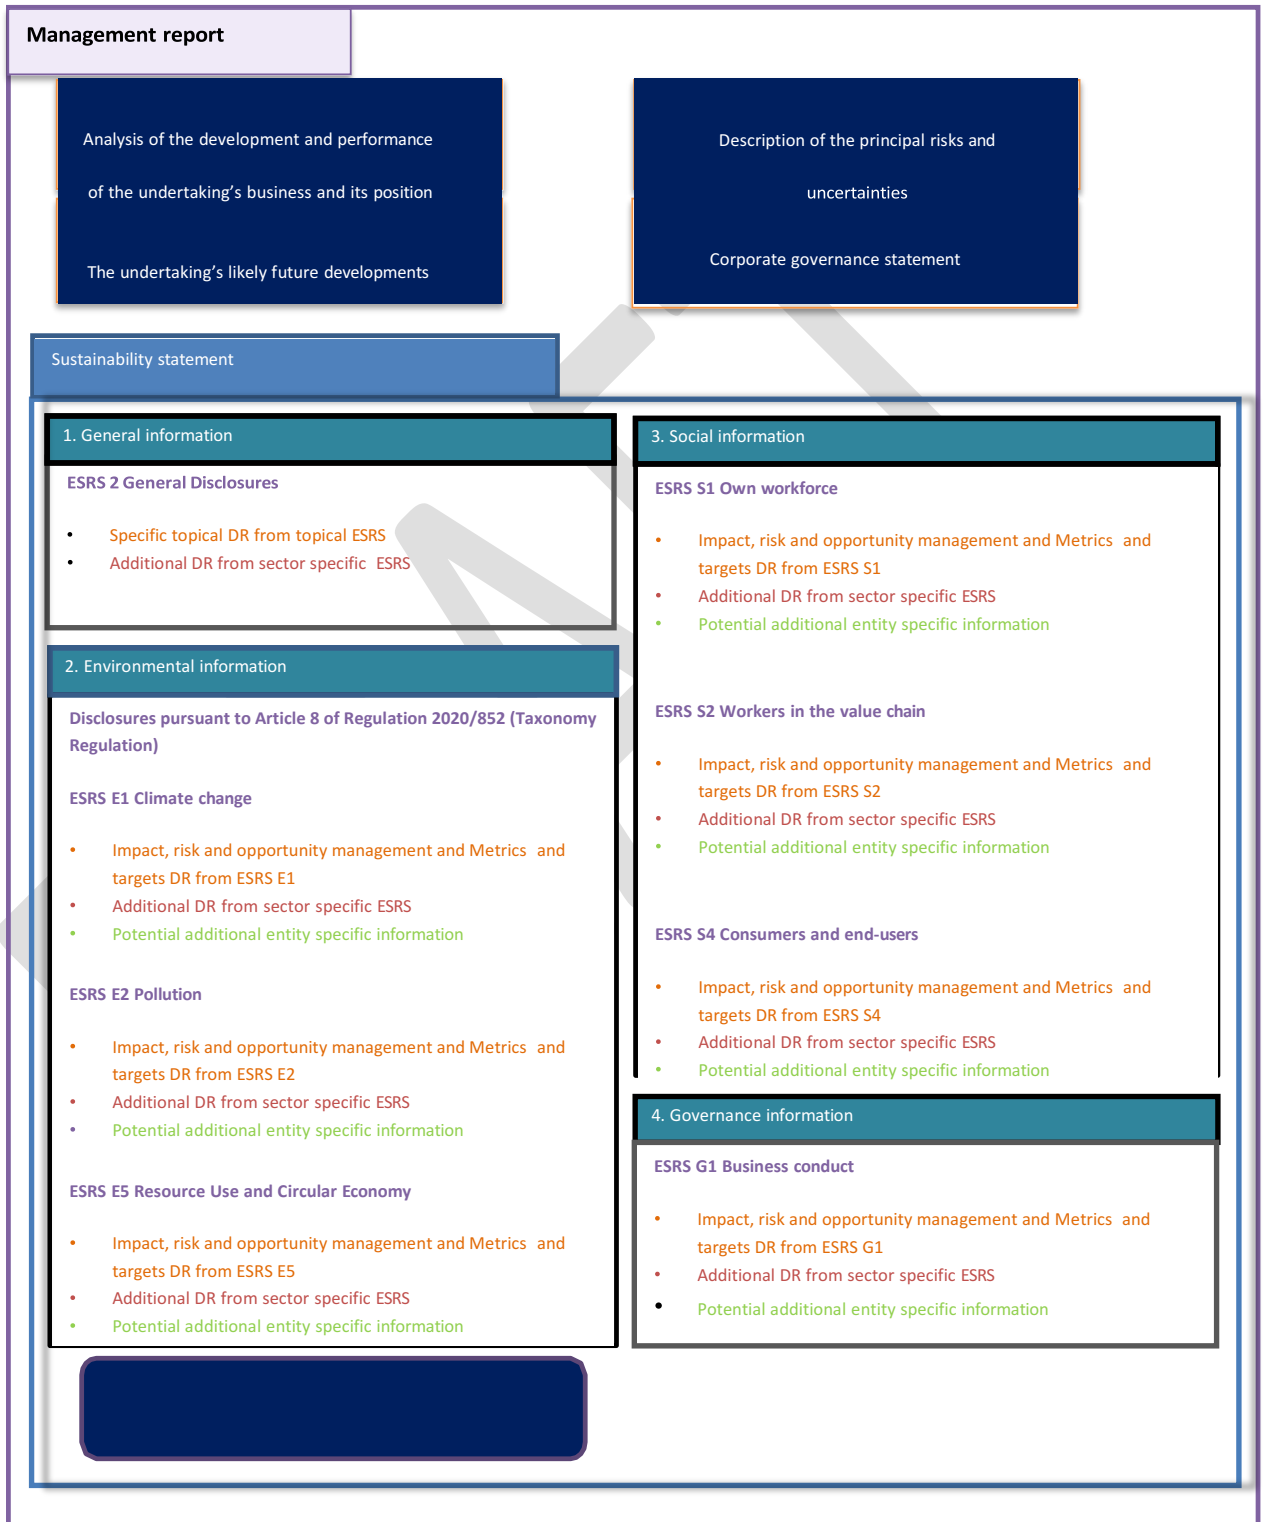 Management report
Analysis of the development and performance
of the undertaking’s business and its position
The undertaking’s likely future developments
Description of the principal risks and
uncertainties
Corporate governance statement
Sustainability statement
1. General information
ESRS 2 General Disclosures
• Specific topical DR from topical ESRS
• Additional DR from sector specific ESRS
2. Environmental information
Disclosures pursuant to Article 8 of Regulation 2020/852 (Taxonomy
Regulation)
ESRS E1 Climate change
• Impact, risk and opportunity management and Metrics and
targets DR from ESRS E1
• Additional DR from sector specific ESRS
• Potential additional entity specific information
ESRS E2 Pollution
• Impact, risk and opportunity management and Metrics and
targets DR from ESRS E2
• Additional DR from sector specific ESRS
• Potential additional entity specific information
ESRS E5 Resource Use and Circular Economy
• Impact, risk and opportunity management and Metrics and
targets DR from ESRS E5
• Additional DR from sector specific ESRS
• Potential additional entity specific information
3. Social information
ESRS S1 Own workforce
• Impact, risk and opportunity management and Metrics and
targets DR from ESRS S1
• Additional DR from sector specific ESRS
• Potential additional entity specific information
ESRS S2 Workers in the value chain
• Impact, risk and opportunity management and Metrics and
targets DR from ESRS S2
• Additional DR from sector specific ESRS
• Potential additional entity specific information
ESRS S4 Consumers and end-users
• Impact, risk and opportunity management and Metrics and
targets DR from ESRS S4
• Additional DR from sector specific ESRS
• Potential additional entity specific information
4. Governance information
ESRS G1 Business conduct
• Impact, risk and opportunity management and Metrics and
targets DR from ESRS G1
• Additional DR from sector specific ESRS
• Potential additional entity specific information